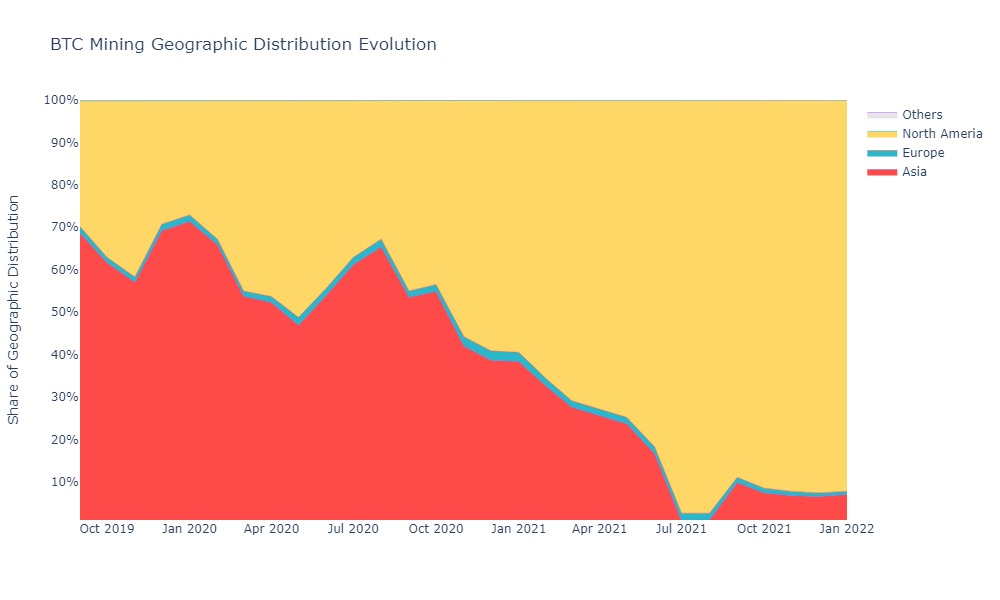 BTC Mining Geographic Distribution Evolution
Share of Geographic Distribution
100%
90%
80%
70%
60%
50%
40%
30%
20%
10%
Oct 2019 Jan 2020 Apr 2020 Jul 2020 Oct 2020 Jan 2021 Apr 2021 Jul 2021 Oct 2021 Jan 2022
Others
North Ameria
Europe
Asia